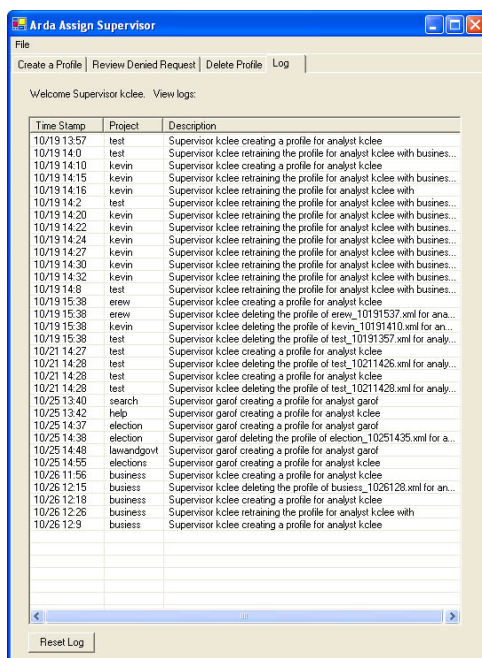 Arda Assign Supervisor
File
Create a Profile Review Denied Request Delete Profile Log
Welcome Supervisor kclee. View logs:
Time Stamp Project Description
10/19 13:57 test Supervisor kclee creating a profile for analyst kclee
10/19 14:0 test Supervisor kclee retraining the profile for analyst kclee with busines...
10/19 14:10 kevin Supervisor kclee creating a profile for analyst kclee
10/19 14:15 kevin Supervisor kclee retraining the profile for analyst kclee with busines...
10/19 14:16 kevin Supervisor kclee retraining the profile for analyst kclee with
10/19 14:2 test Supervisor kclee retraining the profile for analyst kclee with busines...
10/19 14:20 kevin Supervisor kclee retraining the profile for analyst kclee with busines...
10/19 14:22 kevin Supervisor kclee retraining the profile for analyst kclee with busines...
10/19 14:24 kevin Supervisor kclee retraining the profile for analyst kclee with busines...
10/19 14:27 kevin Supervisor kclee retraining the profile for analyst kclee with busines...
10/19 14:30 kevin Supervisor kclee retraining the profile for analyst kclee with busines...
10/19 14:32 kevin Supervisor kclee retraining the profile for analyst kclee with busines...
10/19 14:8 test Supervisor kclee retraining the profile for analyst kclee with busines...
10/19 15:38 erew Supervisor kclee creating a profile for analyst kclee
10/19 15:38 erew Supervisor kclee deleting the profile of erew_10191537.xml for ana...
10/19 15:38 kevin Supervisor kclee deleting the profile of kevin_10191410.xml for an...
10/19 15:38 test Supervisor kclee deleting the profile of test_10191357.xml for analy...
10/21 14:27 test Supervisor kclee creating a profile for analyst kclee
10/21 14:28 test Supervisor kclee deleting the profile of test_10211426.xml for analy...
10/21 14:28 test Supervisor kclee creating a profile for analyst kclee
10/21 14:28 test Supervisor kclee deleting the profile of test_10211428.xml for analy...
10/25 13:40 search Supervisor garof creating a profile for analyst garof
10/25 13:42 help Supervisor garof creating a profile for analyst kclee
10/25 14:37 election Supervisor garof creating a profile for analyst garof
10/25 14:38 election Supervisor garof deleting the profile of election_10251435.xml for a...
10/25 14:48 lawandgovt Supervisor garof creating a profile for analyst garof
10/25 14:55 elections Supervisor garof creating a profile for analyst kclee
10/26 11:56 business Supervisor kclee creating a profile for analyst kclee
10/26 12:15 busiess Supervisor kclee deleting the profile of busiess_1026128.xml for an...
10/26 12:18 business Supervisor kclee creating a profile for analyst kclee
10/26 12:26 business Supervisor kclee retraining the profile for analyst kclee with
10/26 12:9 busiess Supervisor kclee creating a profile for analyst kclee
Reset Log